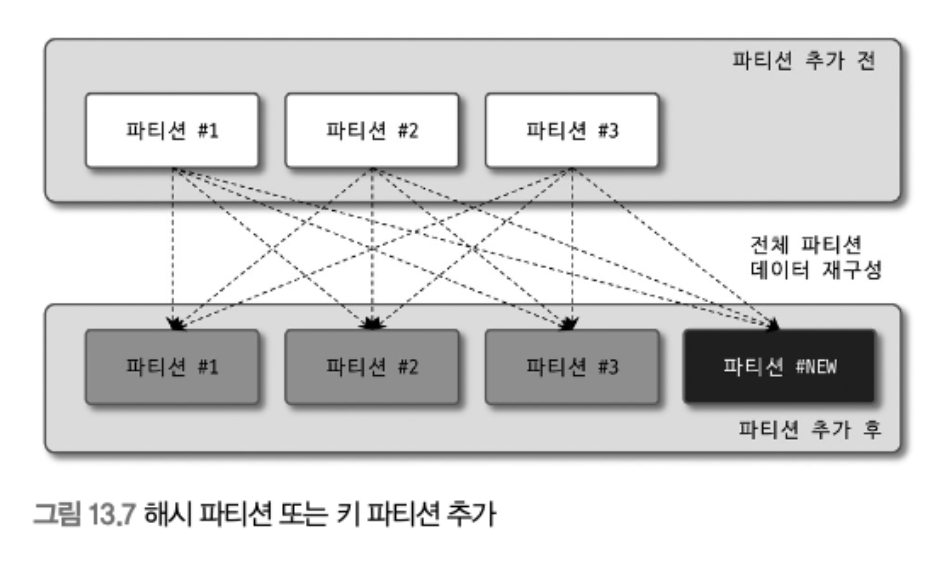 파티션 추가 전
파티션 #1
파티션 #2
파티션 #3
전체 파티션
데이터 재구성
파티션 #1
파티션 #2
파티션 #3
파티션 #NEW
파티션 추가 후
그림 13.7 해시 파티션 또는 키 파티션 추가